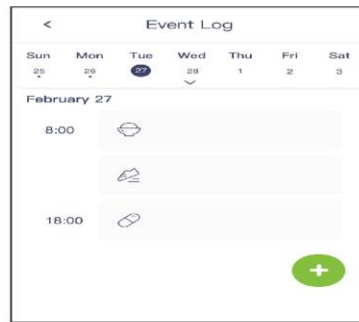 < Event Log
Sun Mon Tue Wed Thu Fri Sat
25 26 27 28 1 2 3
February 27
8:00
18:00
+